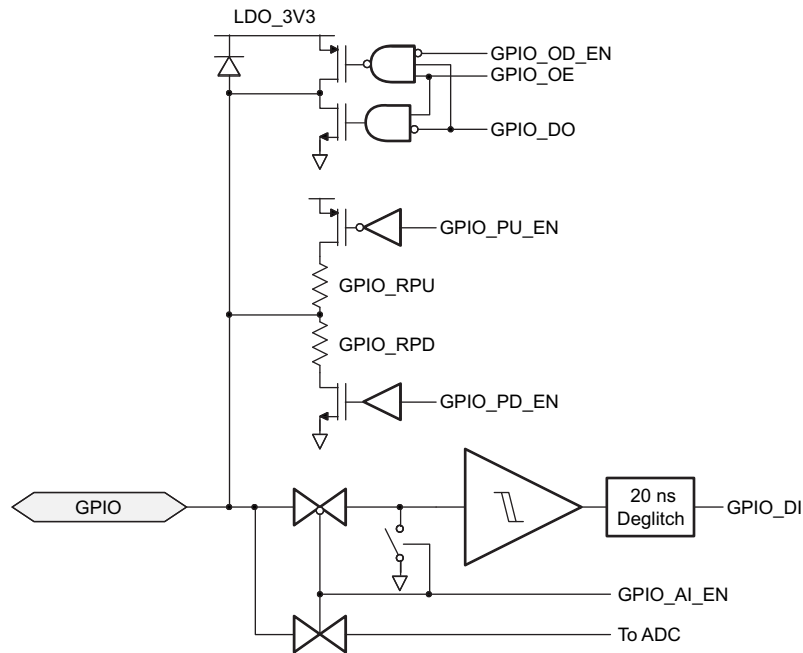 LDO_3V3
GPIO_OD_EN
GPIO_OE
GPIO_DO
GPIO_PU_EN
GPIO_RPU
GPIO_RPD
GPIO_PD_EN
GPIO
20 ns
Deglitch
GPIO_DI
GPIO_AI_EN
To ADC